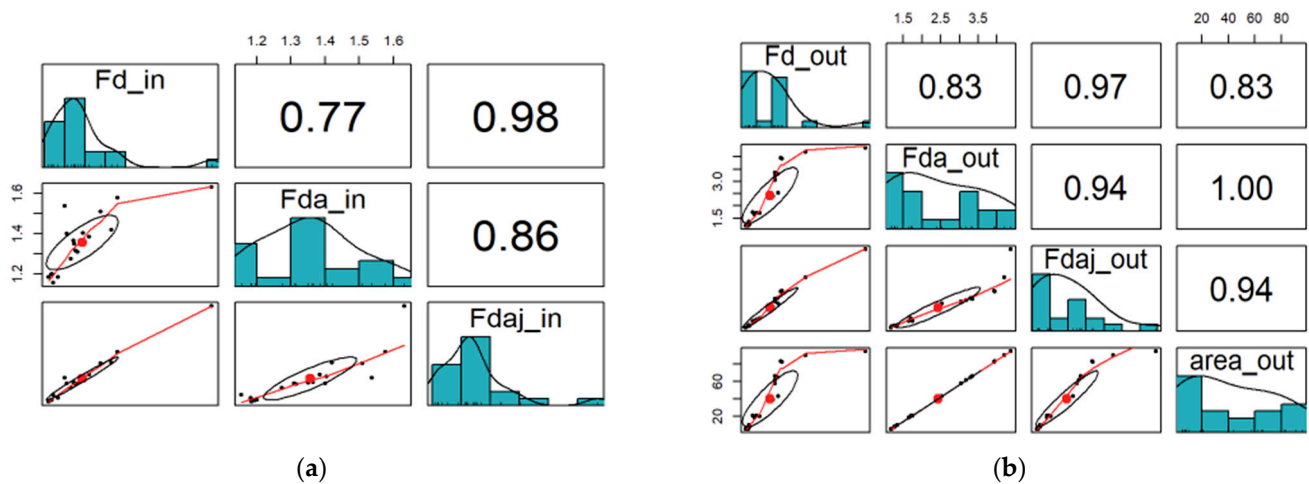 1.2 1.3 1.4 1.5 1.6
Fd_in
0.77
0.98
1.6
1.4
1.2
Fda_in
0.86
Fdaj_in
(a)
1.5 2.5 3.5
20 40 60 80
Fd_out
0.83
0.97
0.83
3.0
1.5
Fda_out
0.94
1.00
Fdaj_out
0.94
60
20
area_out
(b)